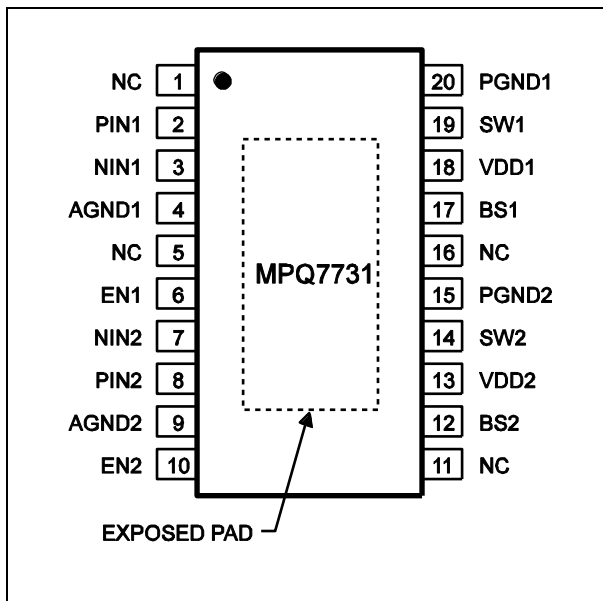 NC 1 20 PGND1
PIN1 2 19 SW1
NIN1 3 18 VDD1
AGND1 4 17 BS1
NC 5 16 NC
MPQ7731
EN1 6 15 PGND2
NIN2 7 14 SW2
PIN2 8 13 VDD2
AGND2 9 12 BS2
EN2 10 11 NC
EXPOSED PAD